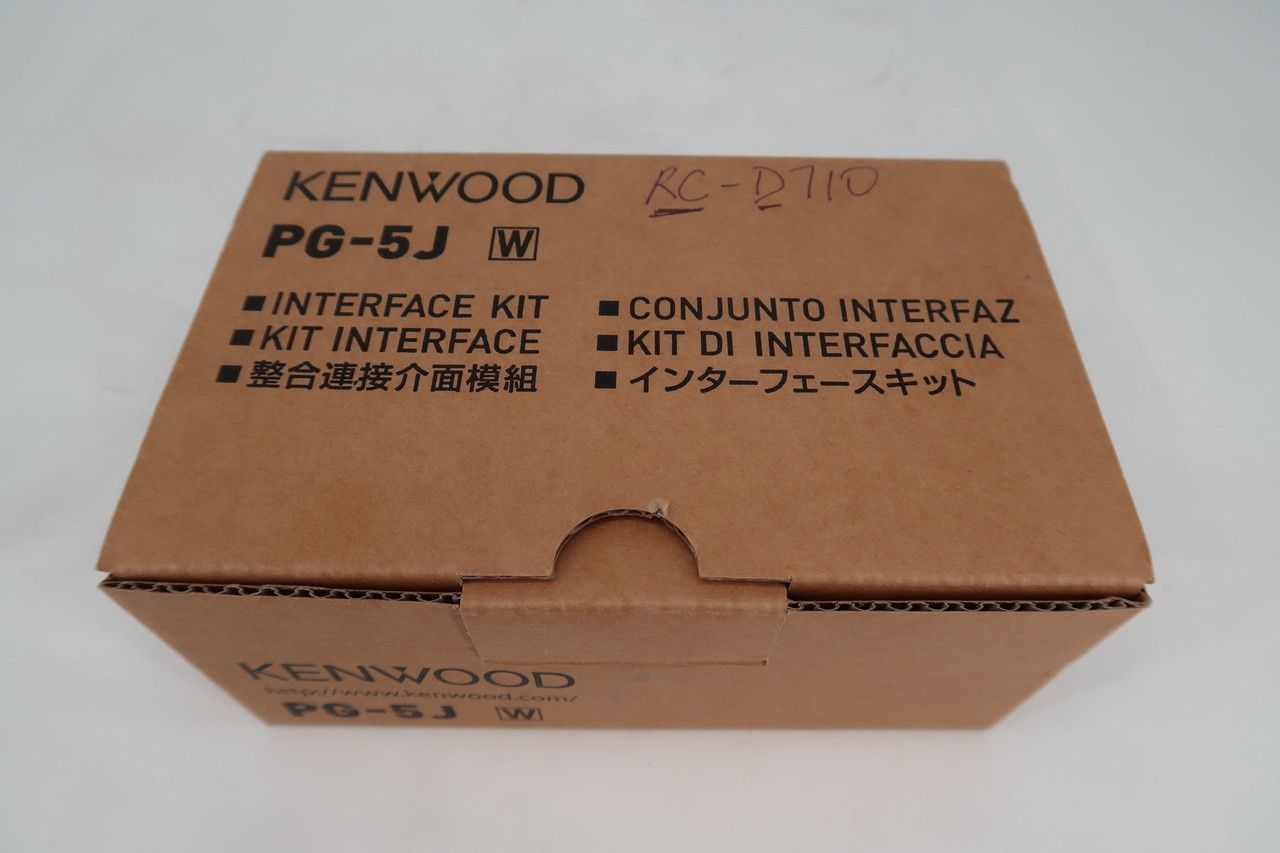 KENWOOD RC-D710
PG-5J W
■ INTERFACE KIT
■ KIT INTERFACE
■ 整合連接介面模組
■ CONJUNTO INTERFAZ
■ KIT DI INTERFACCIA
■ インターフェースキット
KENWOOD
http://www.kenwood.com/
PG-5J W